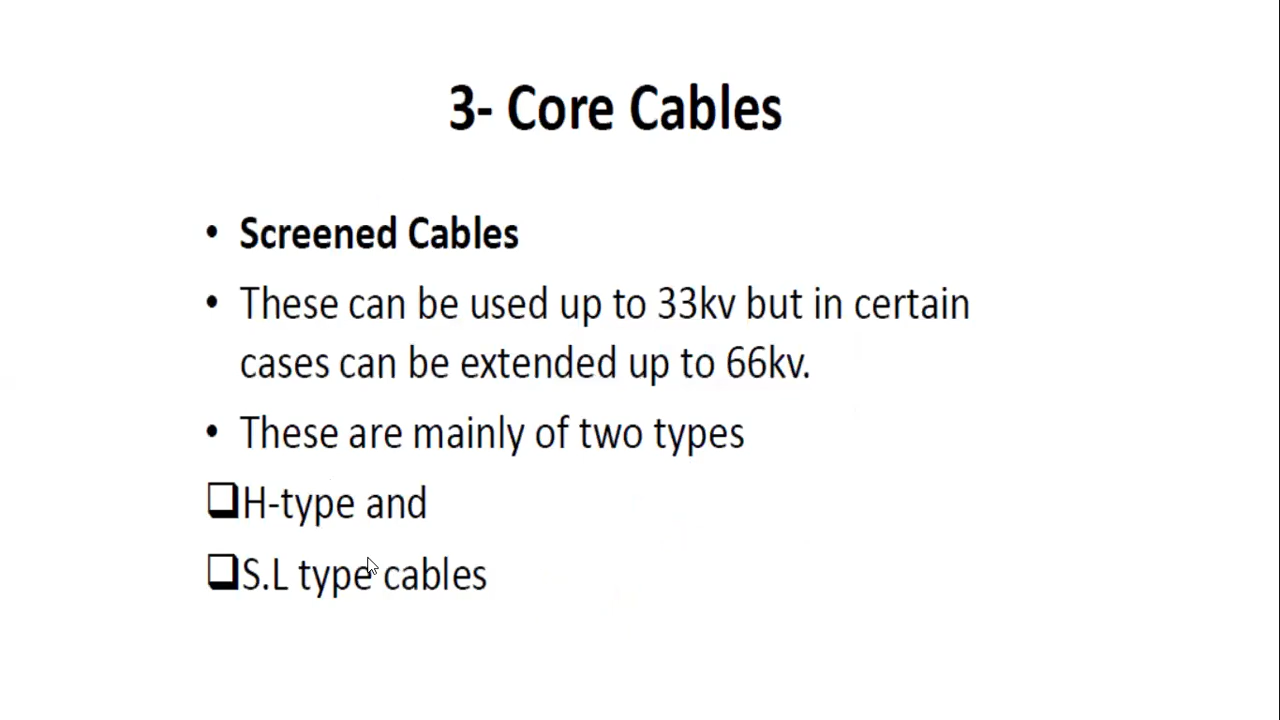 3- Core Cables
• Screened Cables
• These can be used up to 33kv but in certain
cases can be extended up to 66kv.
• These are mainly of two types
❑H-type and
❑S.L type cables